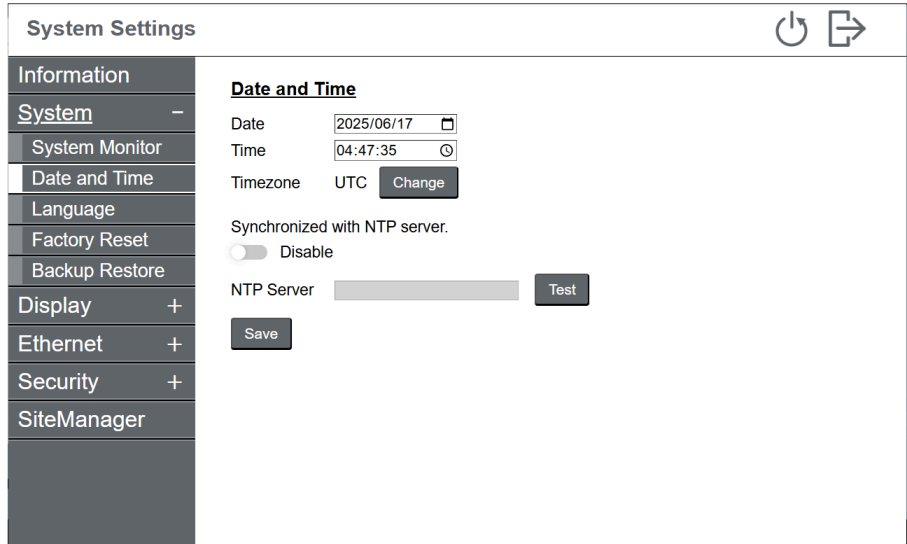 System Settings
Information
System −
System Monitor
Date and Time
Language
Factory Reset
Backup Restore
Display +
Ethernet +
Security +
SiteManager
Date and Time
Date 2025/06/17
Time 04:47:35
Timezone UTC Change
Synchronized with NTP server.
Disable
NTP Server Test
Save